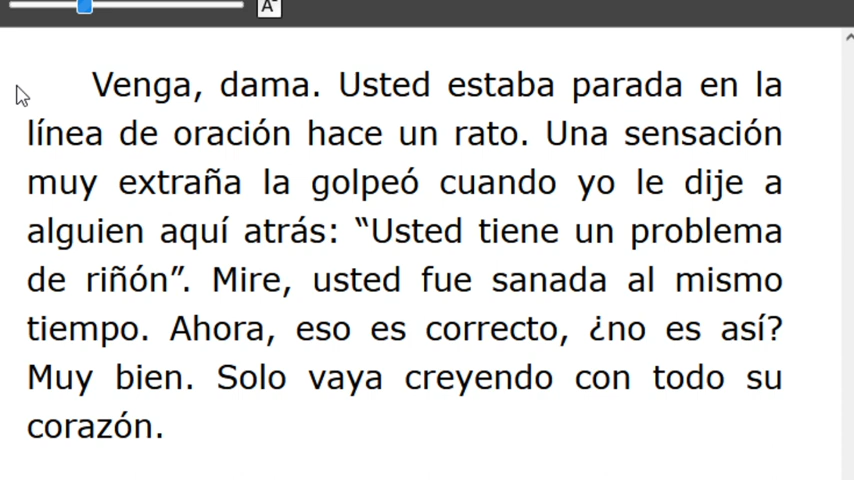 A
Venga, dama. Usted estaba parada en la
línea de oración hace un rato. Una sensación
muy extraña la golpeó cuando yo le dije a
alguien aquí atrás: “Usted tiene un problema
de riñón”. Mire, usted fue sanada al mismo
tiempo. Ahora, eso es correcto, ¿no es así?
Muy bien. Solo vaya creyendo con todo su
corazón.